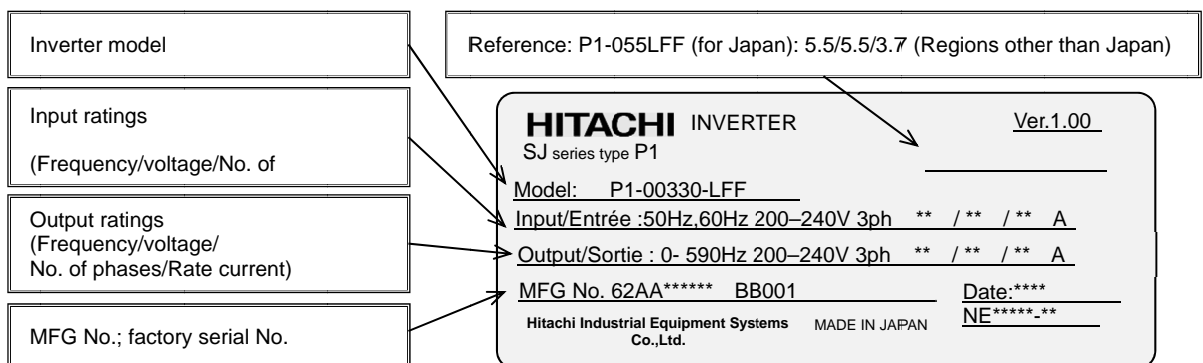 Inverter model
Reference: P1-055LFF (for Japan): 5.5/5.5/3.7 (Regions other than Japan)
Input ratings
(Frequency/voltage/No. of
Output ratings
(Frequency/voltage/
No. of phases/Rate current)
MFG No.; factory serial No.
HITACHI INVERTER Ver.1.00
SJ series type P1
Model: P1-00330-LFF
Input/Entrée :50Hz,60Hz 200–240V 3ph ** / ** / ** A
Output/Sortie : 0- 590Hz 200–240V 3ph ** / ** / ** A
MFG No. 62AA****** BB001 Date:****
NE*****-**
Hitachi Industrial Equipment Systems MADE IN JAPAN
Co.,Ltd.